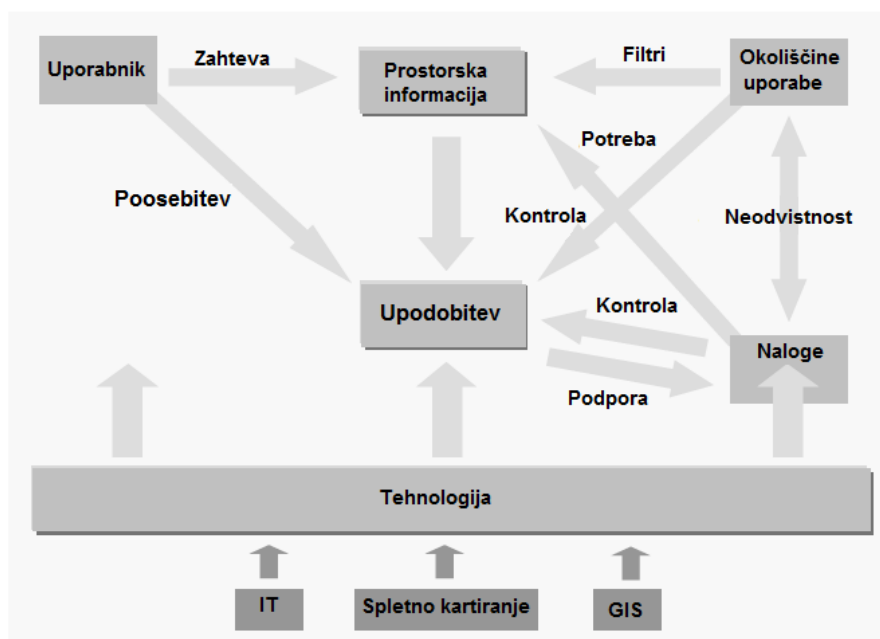 Uporabnik
Zahteva
Prostorska
informacija
Filtri
Okoliščine
uporabe
Potreba
Poosebitev
Kontrola
Neodvistnost
Upodobitev
Kontrola
Naloge
Podpora
Tehnologija
IT
Spletno kartiranje
GIS